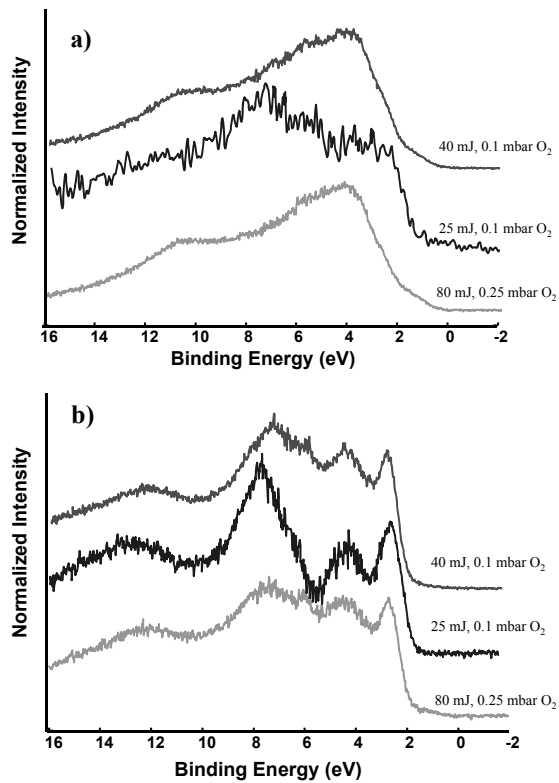 a)
Normalized Intensity
40 mJ, 0.1 mbar O₂
25 mJ, 0.1 mbar O₂
80 mJ, 0.25 mbar O₂
16 14 12 10 8 6 4 2 0 -2
Binding Energy (eV)
b)
Normalized Intensity
40 mJ, 0.1 mbar O₂
25 mJ, 0.1 mbar O₂
80 mJ, 0.25 mbar O₂
16 14 12 10 8 6 4 2 0 -2
Binding Energy (eV)